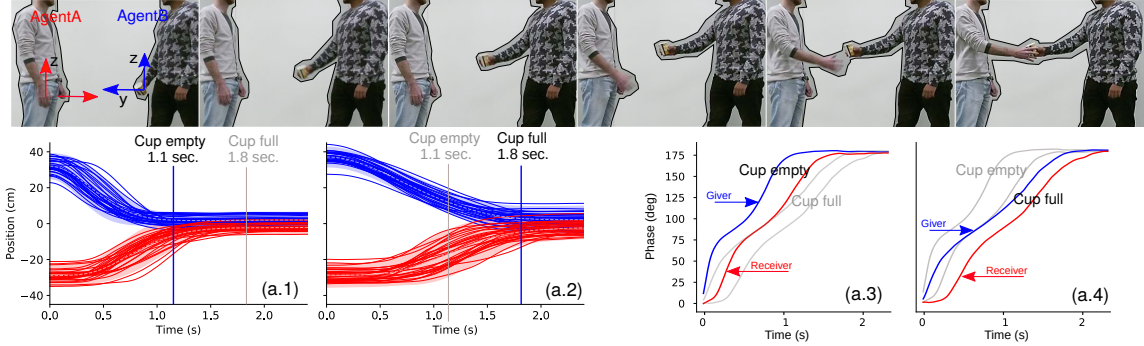 AgentA
AgentB
z
z
y
Cup empty
1.1 sec.
Cup full
1.8 sec.
Position (cm)
40
20
0
−20
−40
0.0
0.5
1.0
1.5
2.0
Time (s)
(a.1)
Cup empty
1.1 sec.
Cup full
1.8 sec.
0.0
0.5
1.0
1.5
2.0
Time (s)
(a.2)
Phase (deg)
175
150
125
100
75
50
25
0
Cup empty
Giver
Cup full
Receiver
0
1
2
Time (s)
(a.3)
Cup empty
Cup full
Giver
Receiver
0
1
2
Time (s)
(a.4)